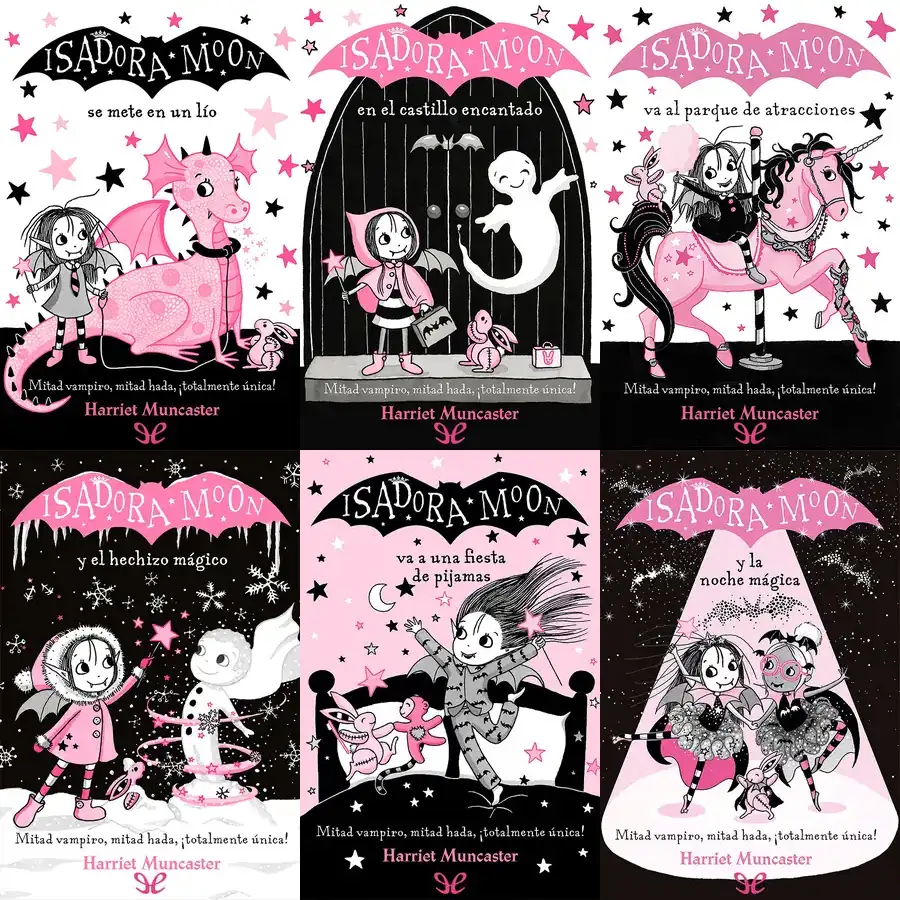 ISADORA MOON
se mete en un lío
Mitad vampiro, mitad hada, ¡totalmente única!
Harriet Muncaster
ISADORA MOON
en el castillo encantado
Mitad vampiro, mitad hada, ¡totalmente única!
Harriet Muncaster
ISADORA MOON
va al parque de atracciones
Mitad vampiro, mitad hada, ¡totalmente única!
Harriet Muncaster
ISADORA MOON
y el hechizo mágico
Mitad vampiro, mitad hada, ¡totalmente única!
Harriet Muncaster
ISADORA MOON
va a una fiesta
de pijamas
Mitad vampiro, mitad hada, ¡totalmente única!
Harriet Muncaster
ISADORA MOON
y la
noche mágica
Mitad vampiro, mitad hada, ¡totalmente única!
Harriet Muncaster